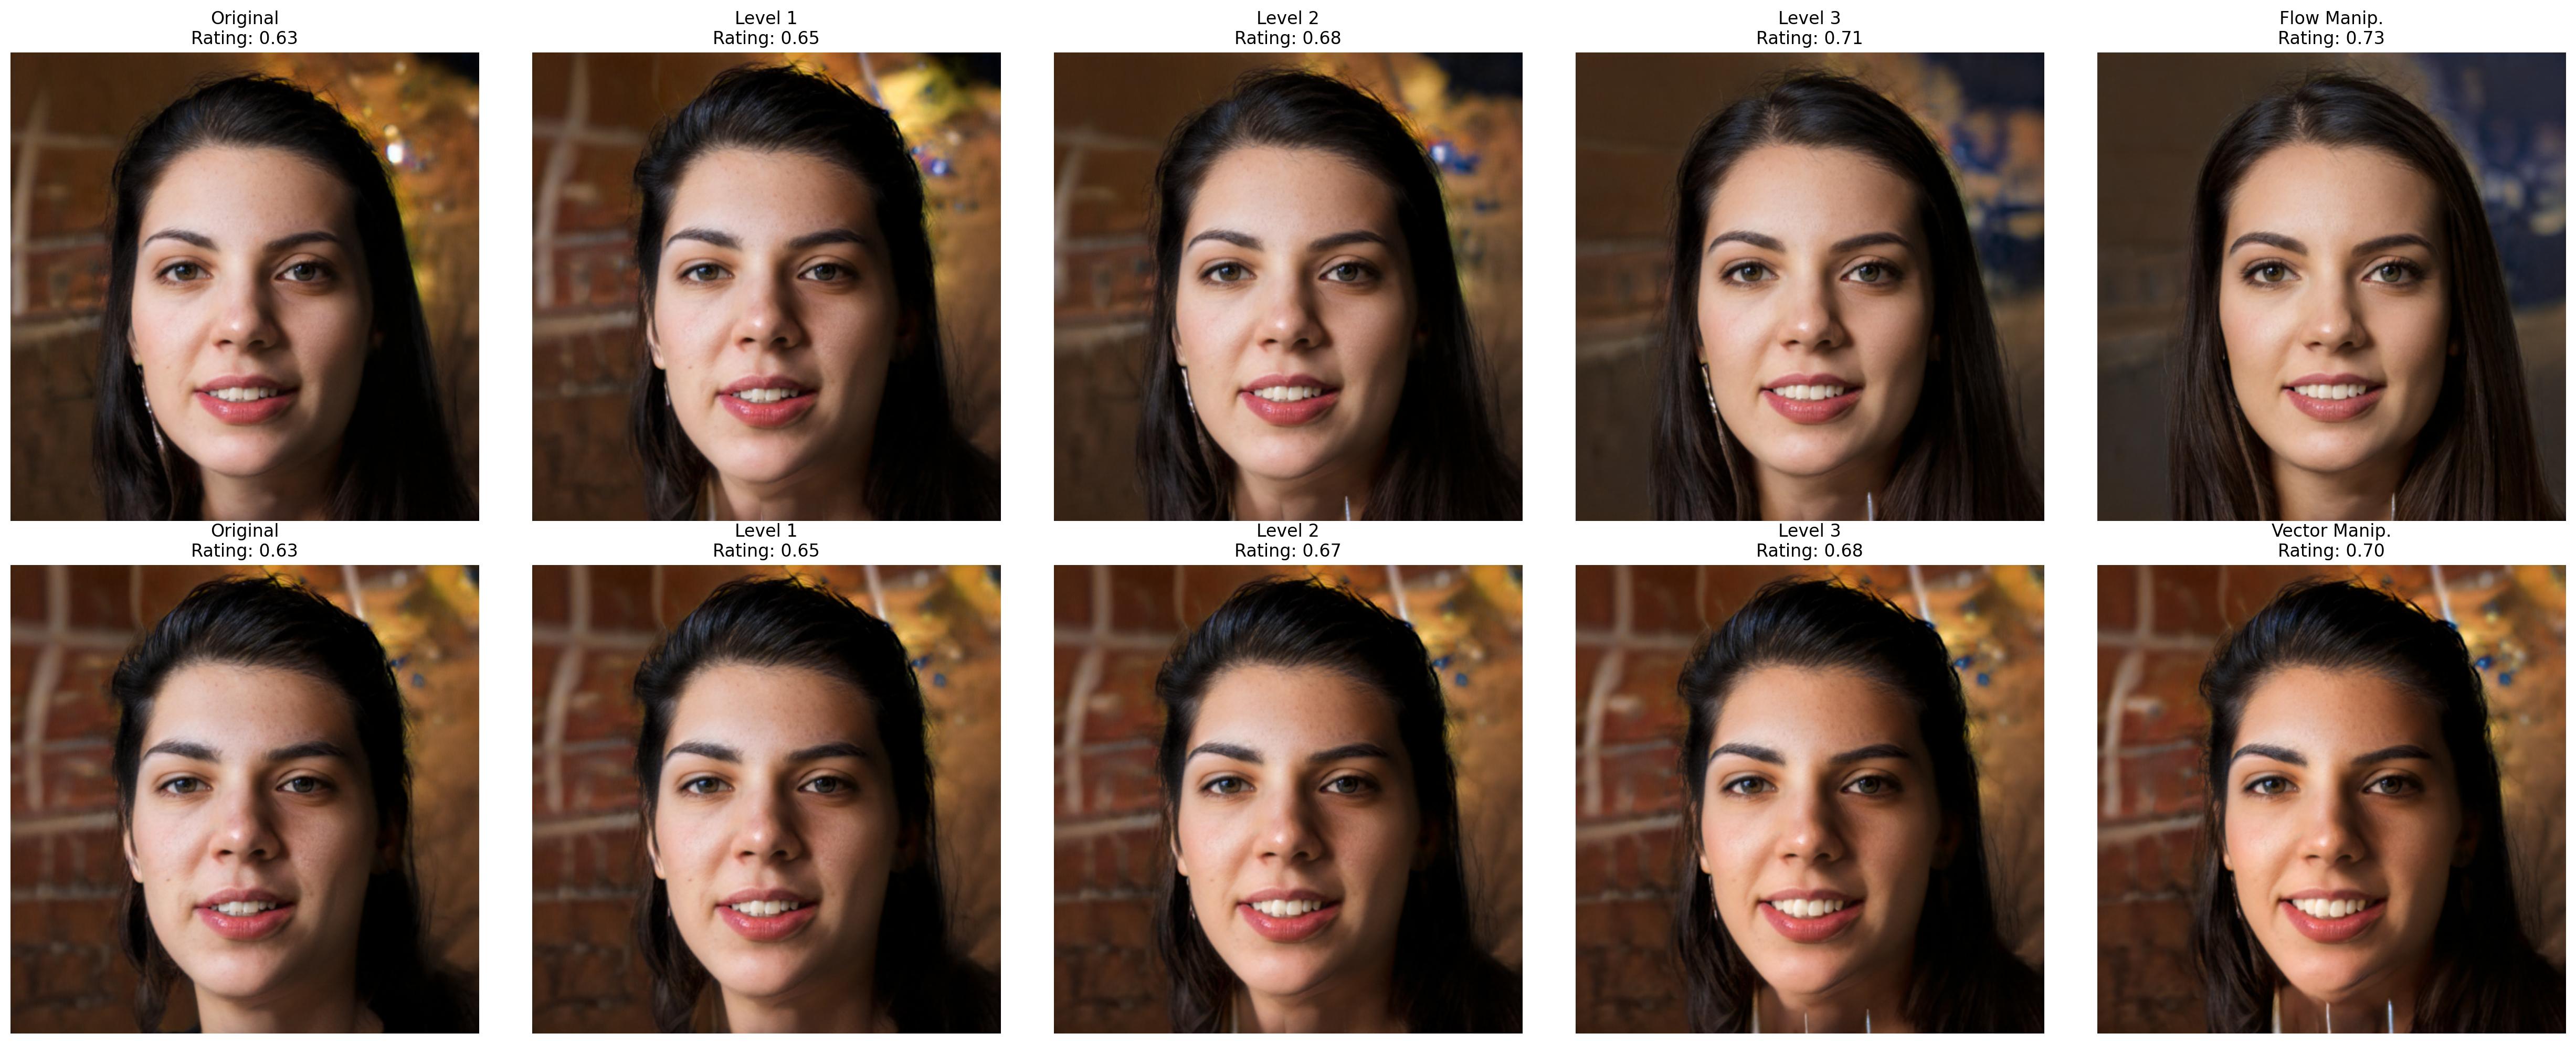 Original
Rating: 0.63
Level 1
Rating: 0.65
Level 2
Rating: 0.68
Level 3
Rating: 0.71
Flow Manip.
Rating: 0.73
Original
Rating: 0.63
Level 1
Rating: 0.65
Level 2
Rating: 0.67
Level 3
Rating: 0.68
Vector Manip.
Rating: 0.70